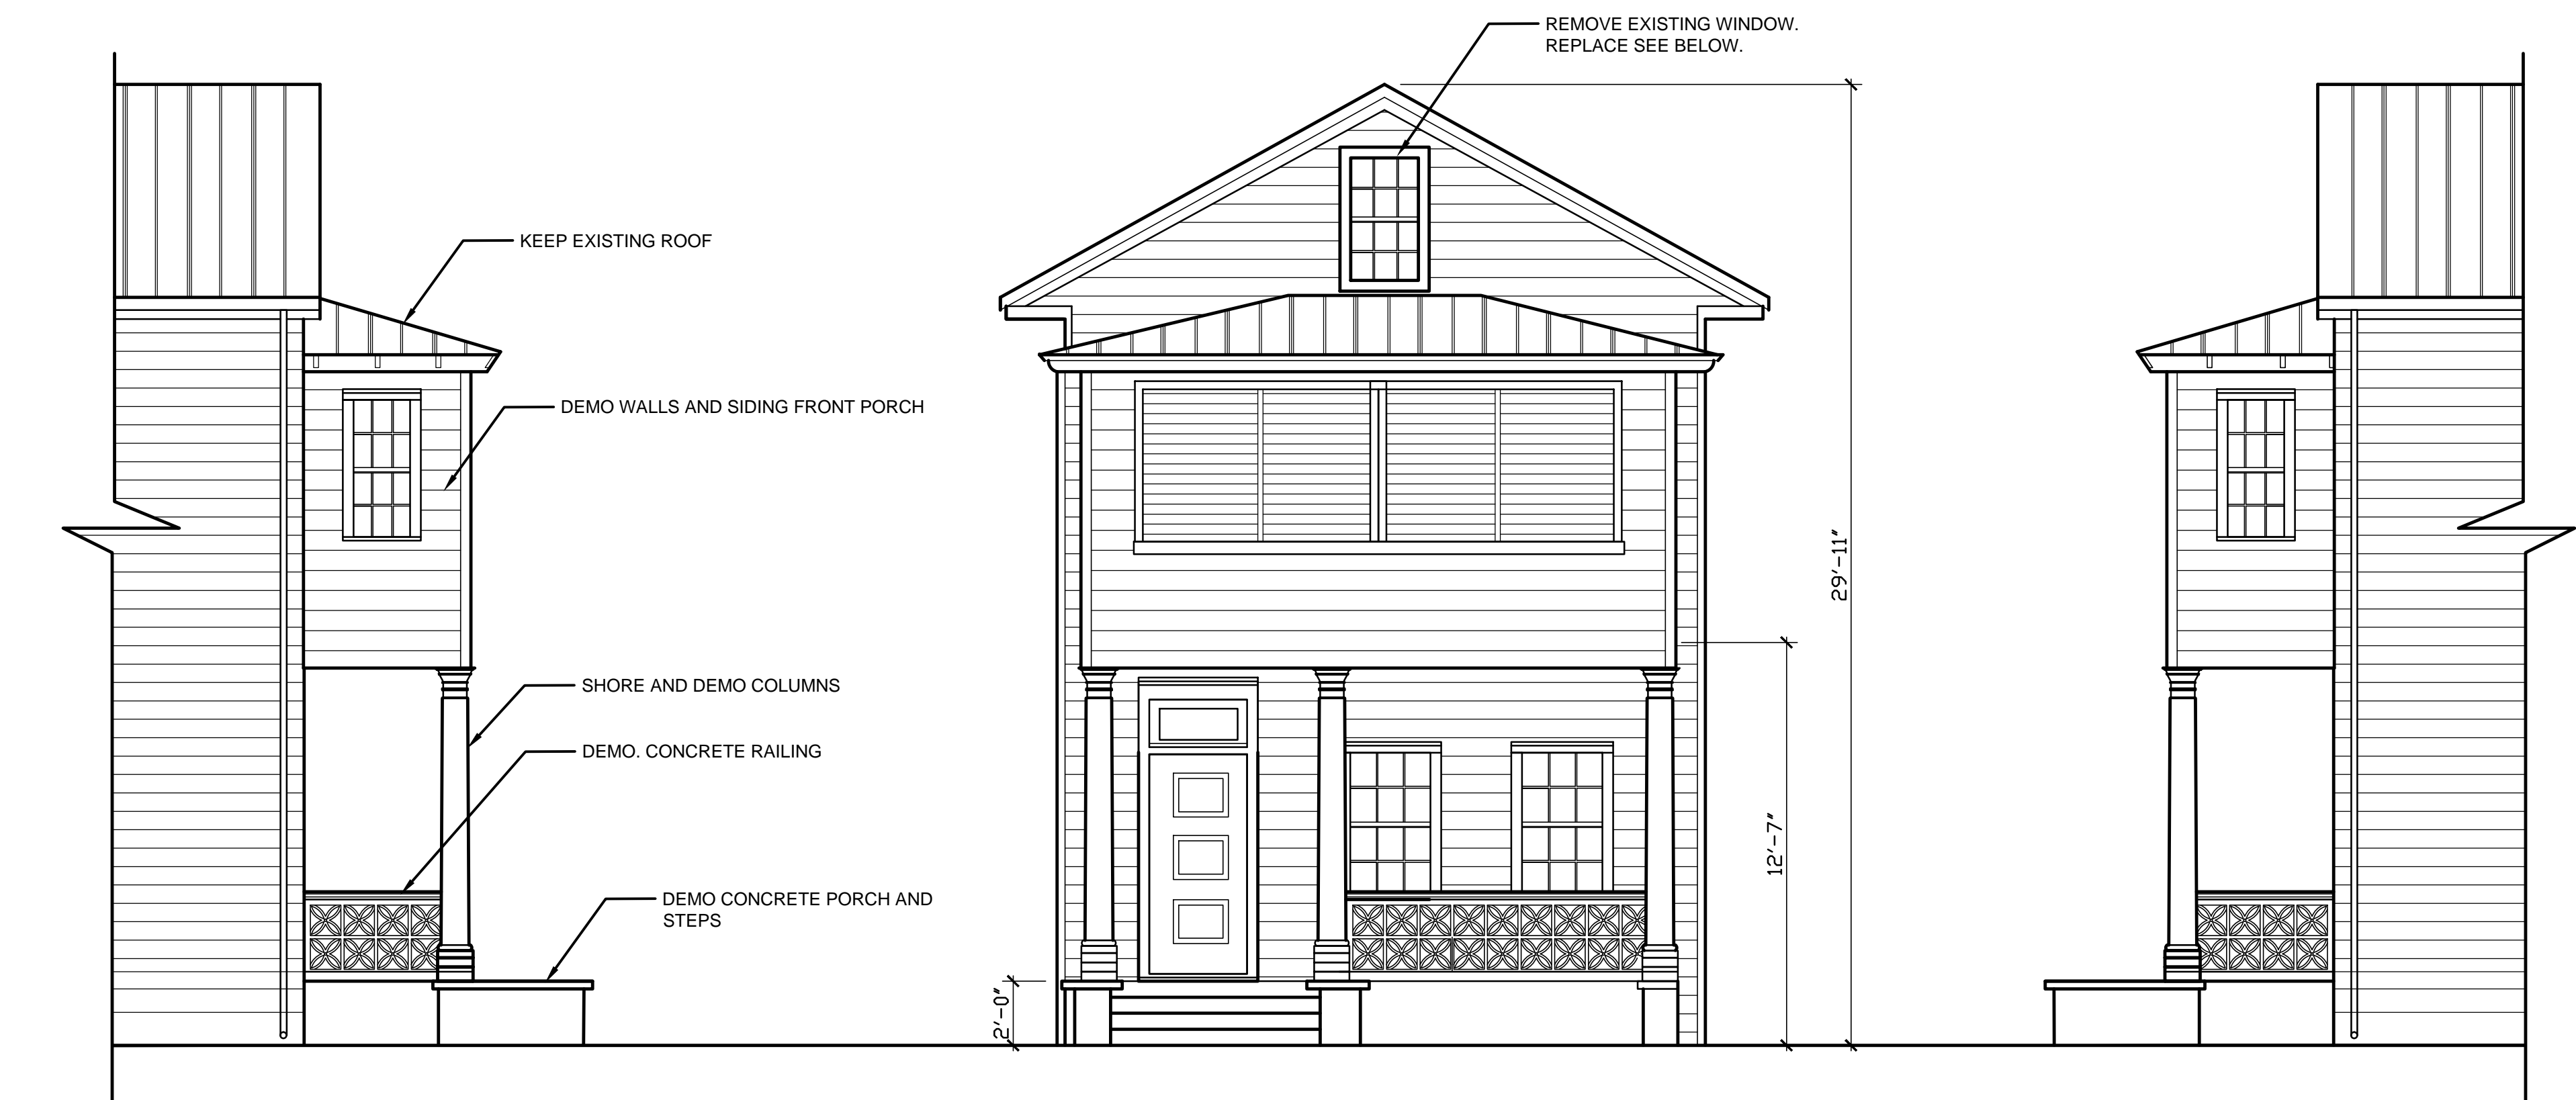 REMOVE EXISTING WINDOW.
REPLACE SEE BELOW.
KEEP EXISTING ROOF
DEMO WALLS AND SIDING FRONT PORCH
29'-11"
SHORE AND DEMO COLUMNS
DEMO. CONCRETE RAILING
12'-7"
DEMO CONCRETE PORCH AND
STEPS
2'-0"